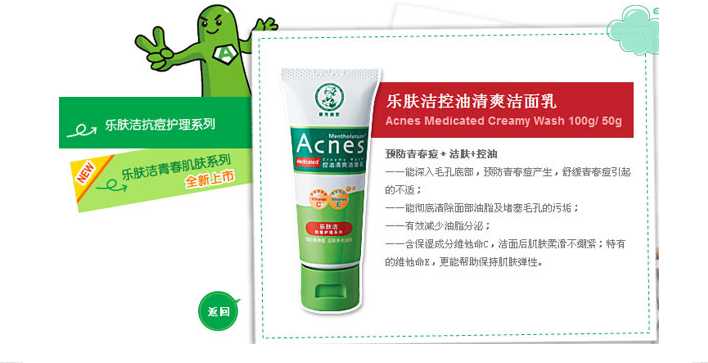 A
乐肤洁抗痘护理系列
NEW
乐肤洁青春肌肤系列
全新上市
返回
Mentholatum
Acnes
Medicated
Creamy Wash
控油清爽洁面乳
Vitamin
C
Vitamin
E
乐肤洁
乐肤洁控油清爽洁面乳
Acnes Medicated Creamy Wash 100g/ 50g
预防青春痘 + 洁肤+控油
——能深入毛孔底部，预防青春痘产生，舒缓青春痘引起
的不适；
——能彻底清除面部油脂及堵塞毛孔的污垢；
——有效减少油脂分泌；
——含保湿成分维他命C，洁面后肌肤柔滑不绷紧；特有
的维他命E，更能帮助保持肌肤弹性。